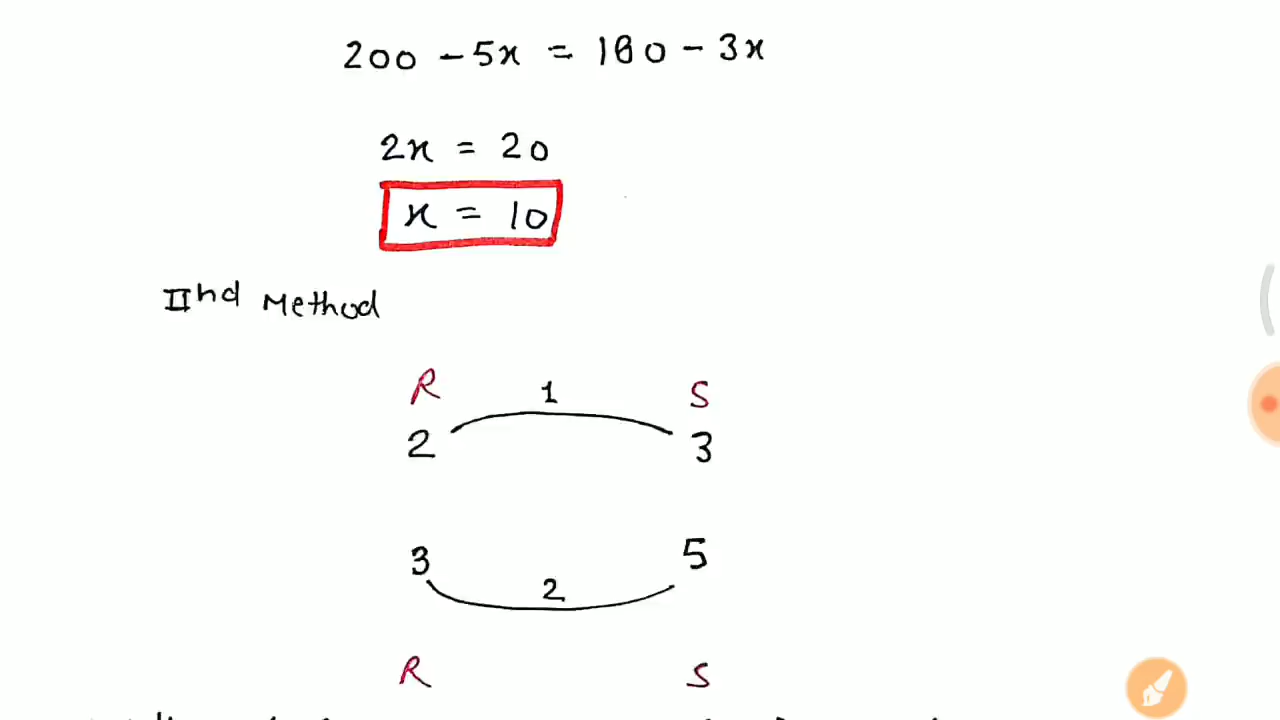 200 - 5x = 180 - 3x
2x = 20
x = 10
IInd Method
R 1 S
2 3
3 5
2
R S